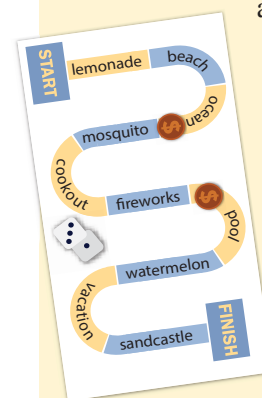 a
START
lemonade
beach
ocean
$
mosquito
cookout
fireworks
$
pool
watermelon
vacation
sandcastle
FINISH